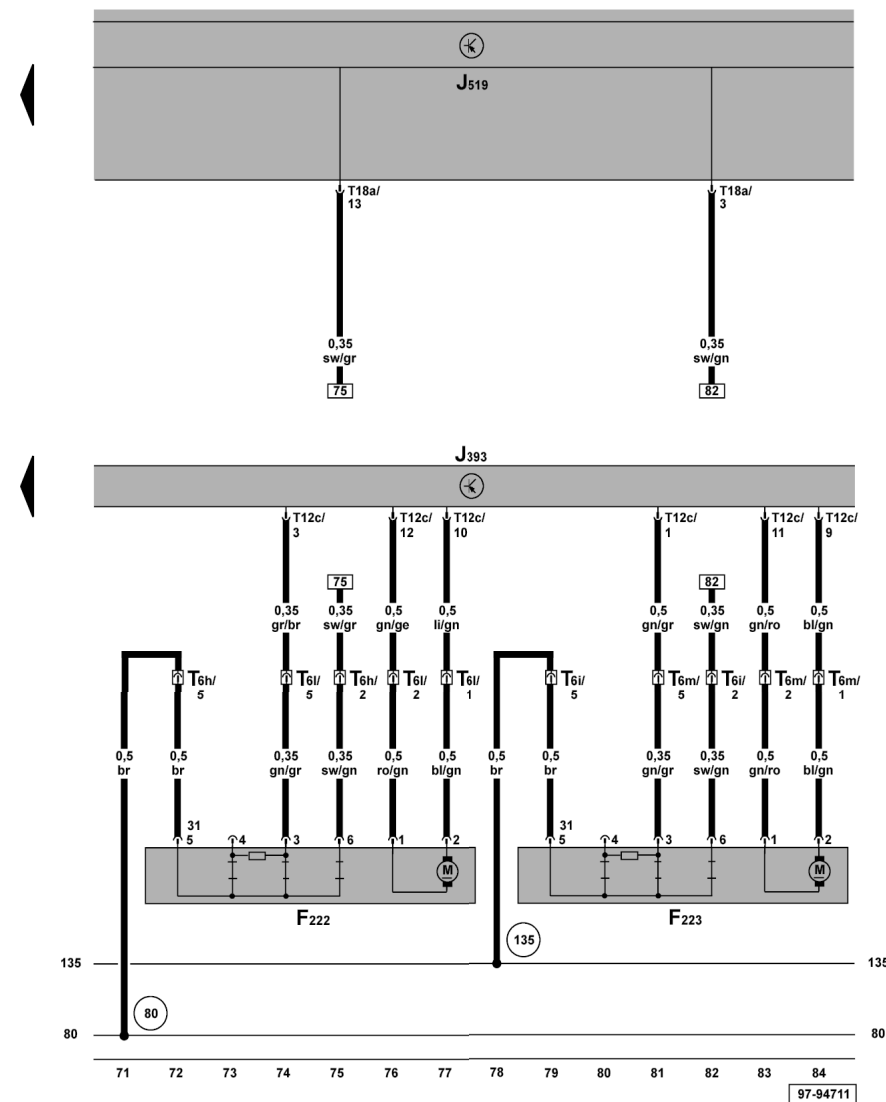 J519
T18a/ T18a/
13 3
0,35 0,35
sw/gr sw/gn
75 82
J393
T12c/ T12c/ T12c/ T12c/ T12c/ T12c/
3 12 10 1 11 9
75 82
0,35 0,35 0,5 0,5 0,5 0,35 0,5 0,5
gr/br sw/gr gn/ge li/gn gn/gr sw/gn gn/ro bl/gn
T6h/ T6l/ T6h/ T6l/ T6l/ T6i/ T6m/ T6i/ T6m/ T6m/
5 5 2 2 1 5 5 2 2 1
0,5 0,5 0,35 0,35 0,5 0,5 0,5 0,5 0,35 0,35 0,5 0,5
br br gn/gr sw/gn ro/gn bl/gn br br gn/gr sw/gn gn/ro bl/gn
31 31
5 4 3 6 1 2 5 4 3 6 1 2
M M
F222 F223
135
135 135
80
80 80
71 72 73 74 75 76 77 78 79 80 81 82 83 84
97-94711